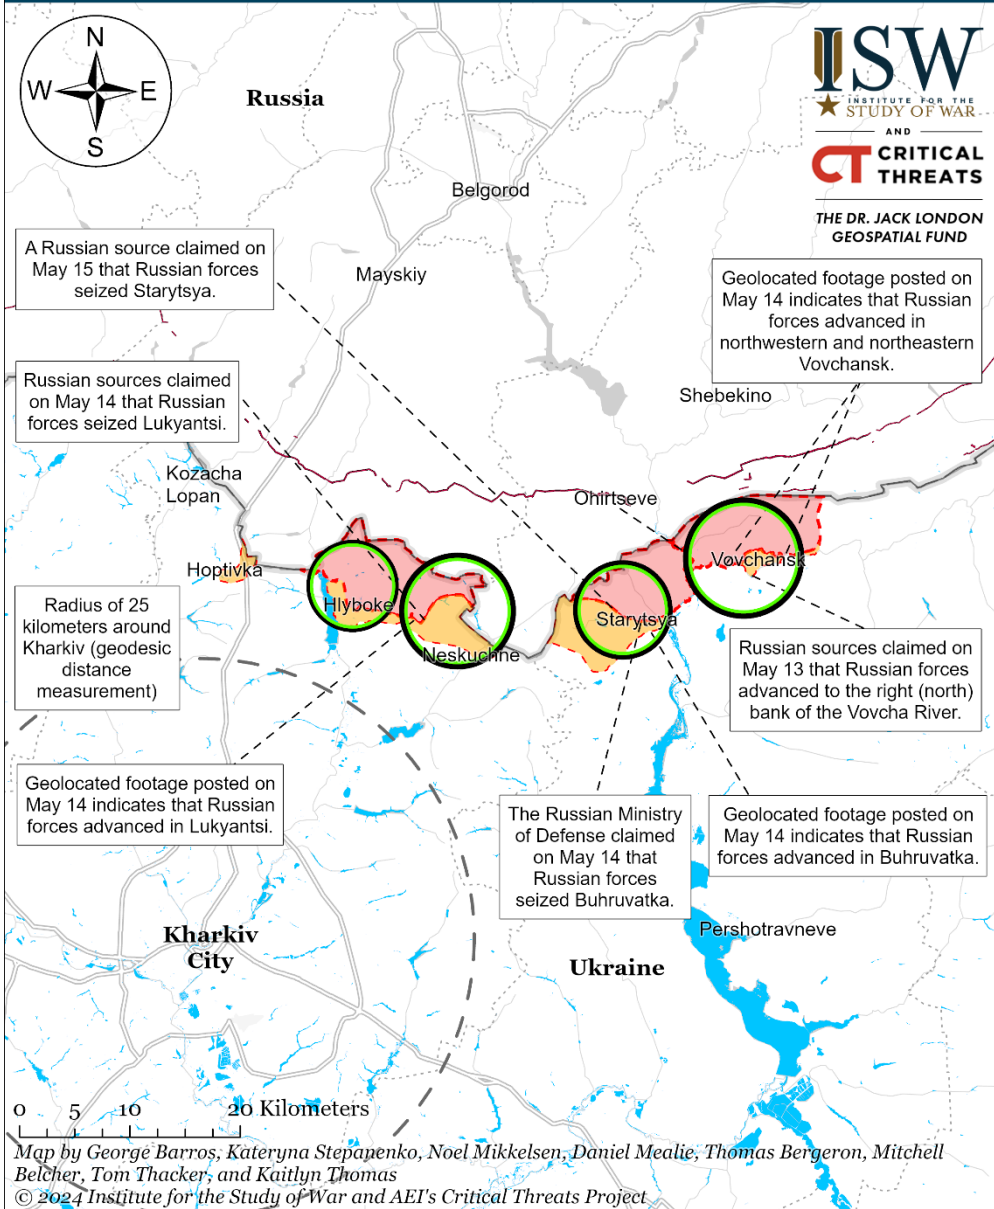 N
W
E
S
Russia
ISW
INSTITUTE FOR THE
STUDY OF WAR
AND
CT CRITICAL
THREATS
THE DR. JACK LONDON
GEOSPATIAL FUND
Belgorod
A Russian source claimed on
May 15 that Russian forces
seized Starytsya.
Mayskiy
Geolocated footage posted on
May 14 indicates that Russian
forces advanced in
northwestern and northeastern
Vovchansk.
Russian sources claimed
on May 14 that Russian
forces seized Lukyantsi.
Shebekino
Kozacha
Lopan
Ohirtseve
Hoptivka
Vovchansk
Hlyboke
Starytsya
Neskuchne
Radius of 25
kilometers around
Kharkiv (geodesic
distance
measurement)
Russian sources claimed on
May 13 that Russian forces
advanced to the right (north)
bank of the Vovcha River.
Geolocated footage posted on
May 14 indicates that Russian
forces advanced in Lukyantsi.
The Russian Ministry
of Defense claimed
on May 14 that
Russian forces
seized Buhruvatka.
Geolocated footage posted on
May 14 indicates that Russian
forces advanced in Buhruvatka.
Kharkiv
City
Pershotravneve
Ukraine
0 5 10 20 Kilometers
Map by George Barros, Kateryna Stepanenko, Noel Mikkelsen, Daniel Mealie, Thomas Bergeron, Mitchell
Belcher, Tom Thacker, and Kaitlyn Thomas
© 2024 Institute for the Study of War and AEI's Critical Threats Project